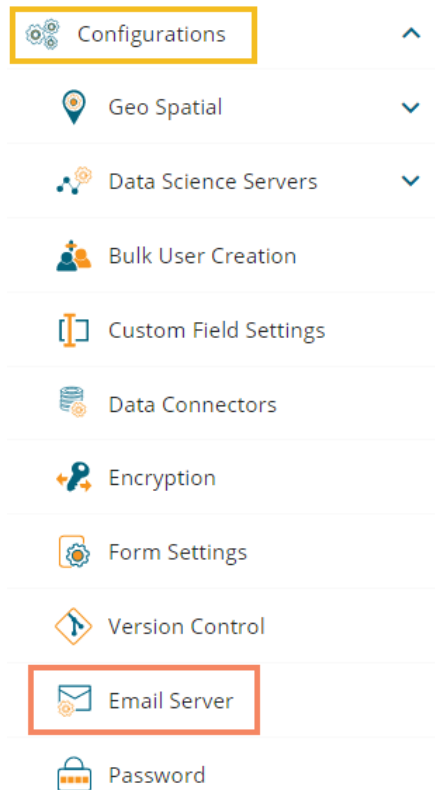 Configurations
Geo Spatial
Data Science Servers
Bulk User Creation
Custom Field Settings
Data Connectors
Encryption
Form Settings
Version Control
Email Server
Password